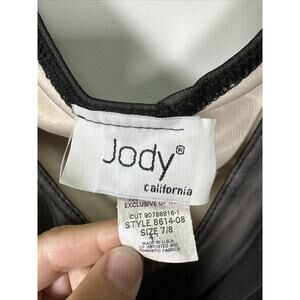 Jody®
california
EXCLUSIVE OF
CUT 90788816-1
STYLE 8614-08
SIZE 7/8
MADE IN U.S.A.
OF IMPORTED AND
DOMESTIC FABRICS